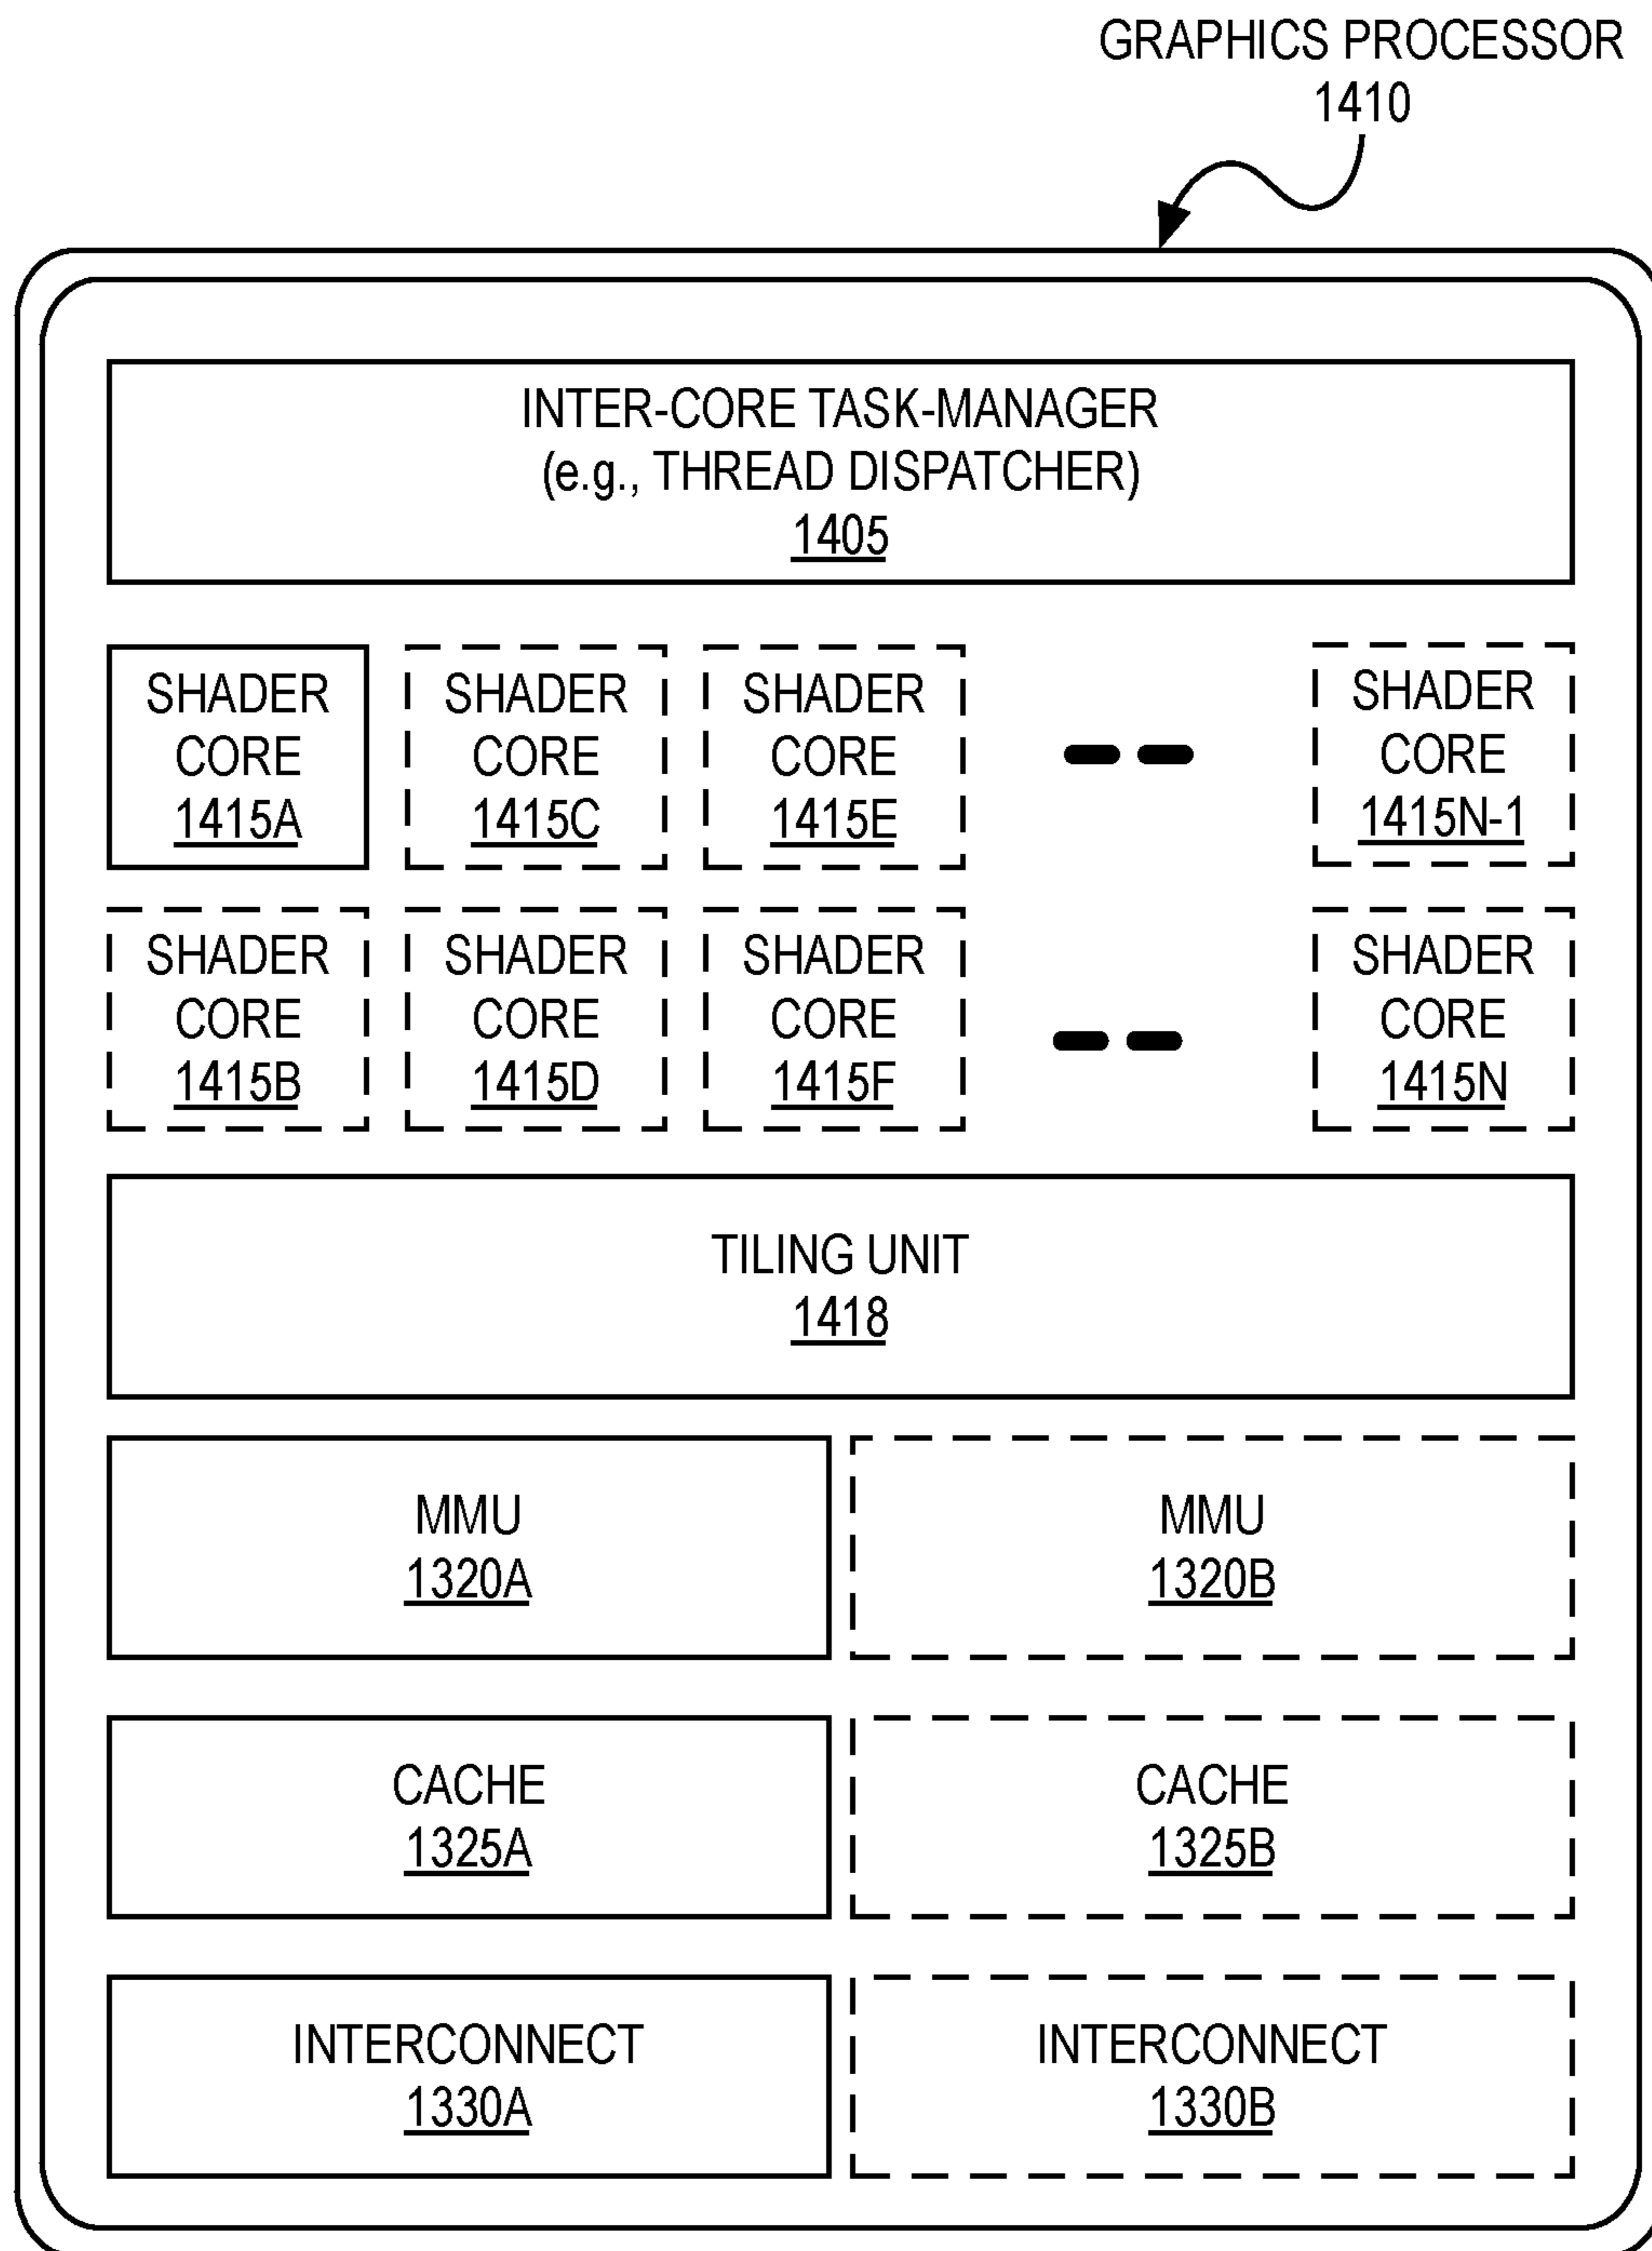 GRAPHICS PROCESSOR
1410
INTER-CORE TASK-MANAGER
(e.g., THREAD DISPATCHER)
1405
SHADER
CORE
1415A
SHADER
CORE
1415C
SHADER
CORE
1415E
SHADER
CORE
1415N-1
SHADER
CORE
1415B
SHADER
CORE
1415D
SHADER
CORE
1415F
SHADER
CORE
1415N
TILING UNIT
1418
MMU
1320A
MMU
1320B
CACHE
1325A
CACHE
1325B
INTERCONNECT
1330A
INTERCONNECT
1330B